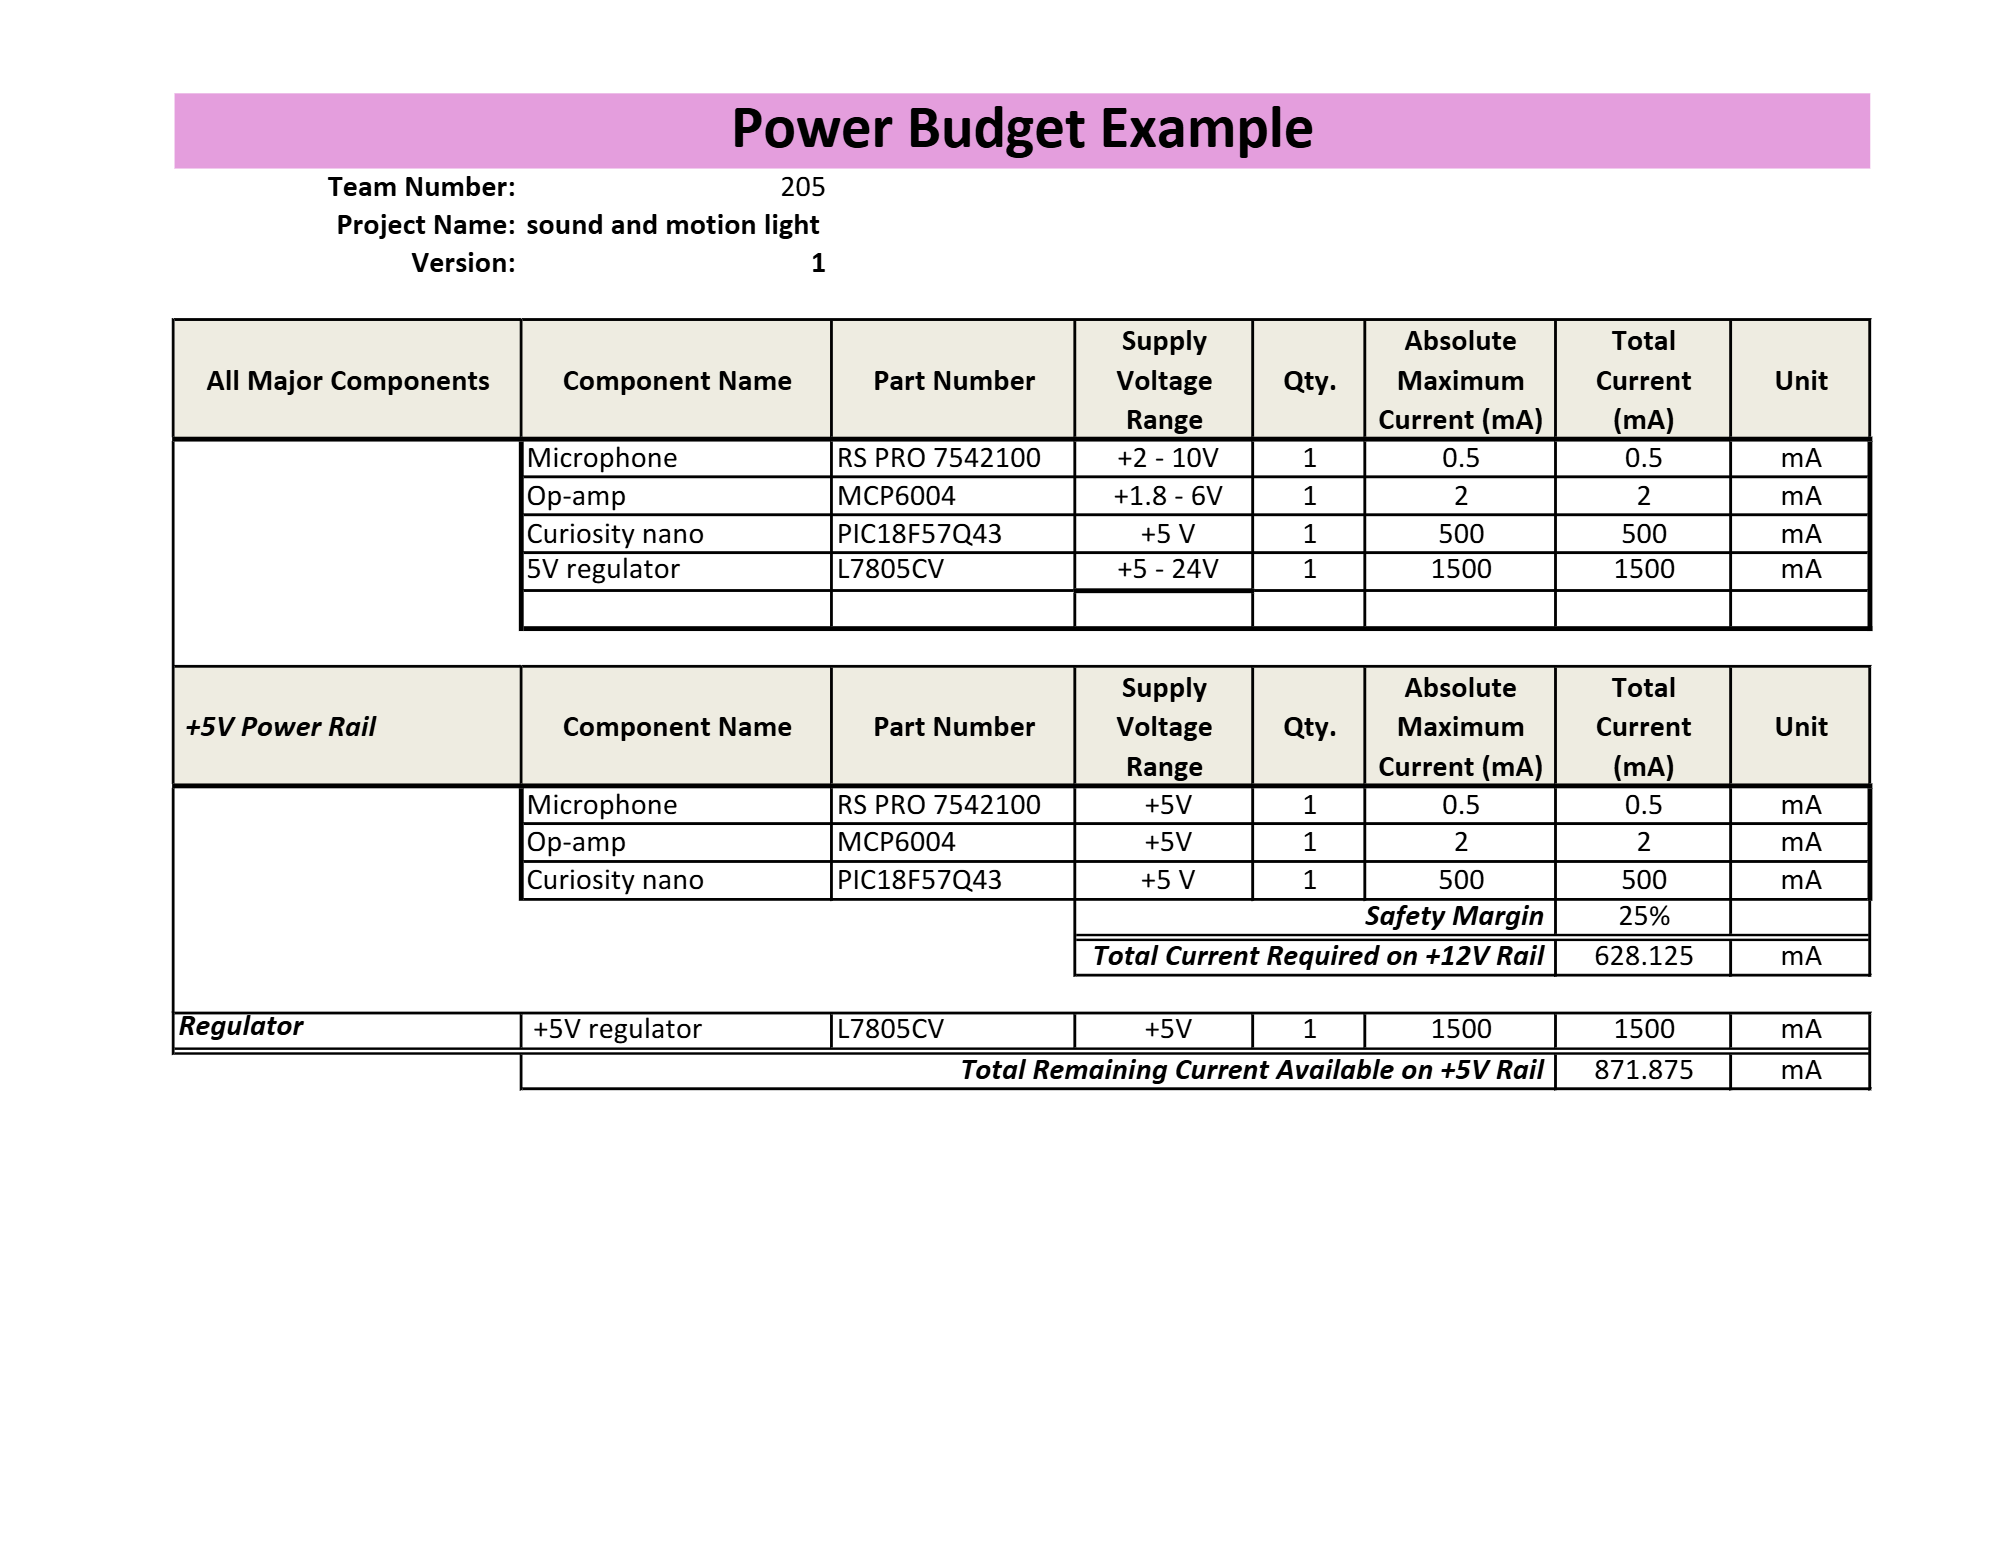 Power Budget Example
Team Number: 205
Project Name: sound and motion light
Version: 1
All Major Components Component Name Part Number Supply Voltage Range Qty. Absolute Maximum Current (mA) Total Current (mA) Unit
Microphone RS PRO 7542100 +2 - 10V 1 0.5 0.5 mA
Op-amp MCP6004 +1.8 - 6V 1 2 2 mA
Curiosity nano PIC18F57Q43 +5 V 1 500 500 mA
5V regulator L7805CV +5 - 24V 1 1500 1500 mA
+5V Power Rail Component Name Part Number Supply Voltage Range Qty. Absolute Maximum Current (mA) Total Current (mA) Unit
Microphone RS PRO 7542100 +5V 1 0.5 0.5 mA
Op-amp MCP6004 +5V 1 2 2 mA
Curiosity nano PIC18F57Q43 +5 V 1 500 500 mA
Safety Margin 25%
Total Current Required on +12V Rail 628.125 mA
Regulator +5V regulator L7805CV +5V 1 1500 1500 mA
Total Remaining Current Available on +5V Rail 871.875 mA